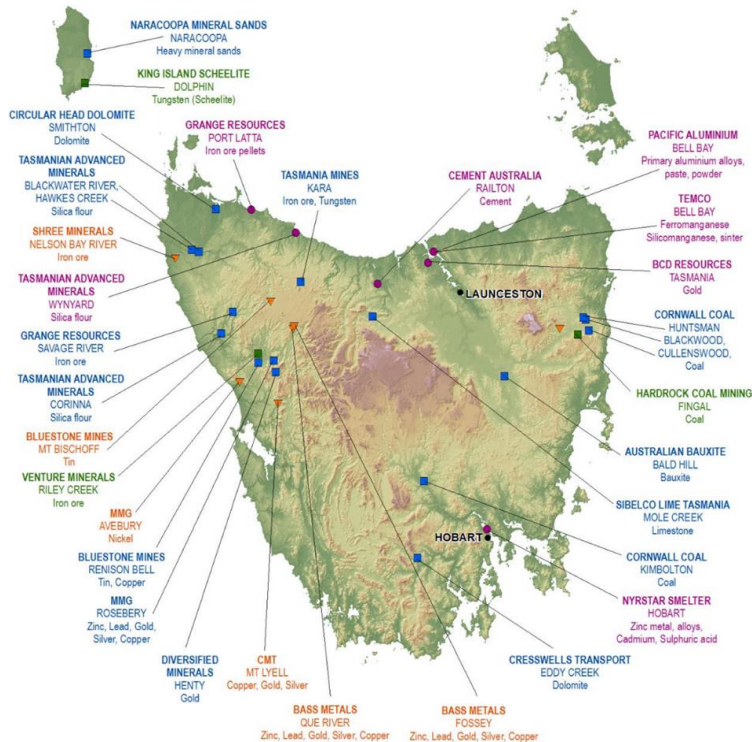 NARACOOPA MINERAL SANDS
NARACOOPA
Heavy mineral sands
KING ISLAND SCHEELITE
DOLPHIN
Tungsten (Scheelite)
CIRCULAR HEAD DOLOMITE
SMITHTON
Dolomite
GRANGE RESOURCES
PORT LATTA
Iron ore pellets
TASMANIAN ADVANCED
MINERALS
BLACKWATER RIVER,
HAWKES CREEK
Silica flour
TASMANIA MINES
KARA
Iron ore, Tungsten
CEMENT AUSTRALIA
RAILTON
Cement
PACIFIC ALUMINIUM
BELL BAY
Primary aluminium alloys,
paste, powder
TEMCO
BELL BAY
Ferromanganese
Silicomanganese, sinter
BCD RESOURCES
TASMANIA
Gold
SHREE MINERALS
NELSON BAY RIVER
Iron ore
TASMANIAN ADVANCED
MINERALS
WYNYARD
Silica flour
LAUNCESTON
CORNWALL COAL
HUNTSMAN
BLACKWOOD,
CULLENSWOOD,
Coal
GRANGE RESOURCES
SAVAGE RIVER
Iron ore
TASMANIAN ADVANCED
MINERALS
CORINNA
Silica flour
HARDROCK COAL MINING
FINGAL
Coal
BLUESTONE MINES
MT BISCHOFF
Tin
AUSTRALIAN BAUXITE
BALD HILL
Bauxite
VENTURE MINERALS
RILEY CREEK
Iron ore
SIBELCO LIME TASMANIA
MOLE CREEK
Limestone
MMG
AVEBURY
Nickel
HOBART
BLUESTONE MINES
RENISON BELL
Tin, Copper
CORNWALL COAL
KIMBOLTON
Coal
MMG
ROSEBERY
Zinc, Lead, Gold,
Silver, Copper
NYRSTAR SMELTER
HOBART
Zinc metal, alloys,
Cadmium, Sulphuric acid
DIVERSIFIED
MINERALS
HENTY
Gold
CMT
MT LYELL
Copper, Gold, Silver
CRESSWELLS TRANSPORT
EDDY CREEK
Dolomite
BASS METALS
QUE RIVER
Zinc, Lead, Gold, Silver, Copper
BASS METALS
FOSSEY
Zinc, Lead, Gold, Silver, Copper